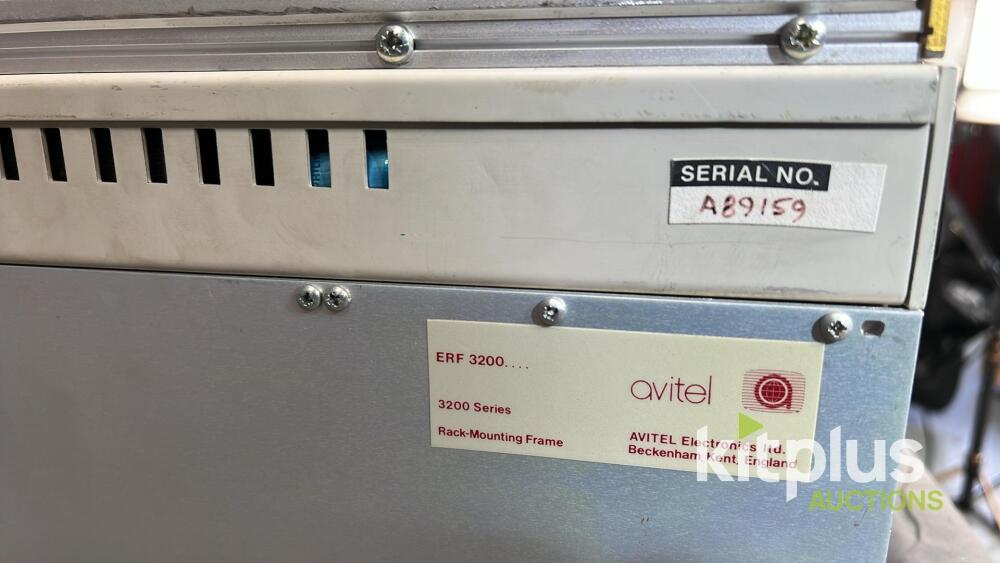 SERIAL NO.
A89159
ERF 3200....
avitel
3200 Series
Rack-Mounting Frame
AVITEL Electronics ltd.
Beckenham, Kent, England
kitplus
AUCTIONS